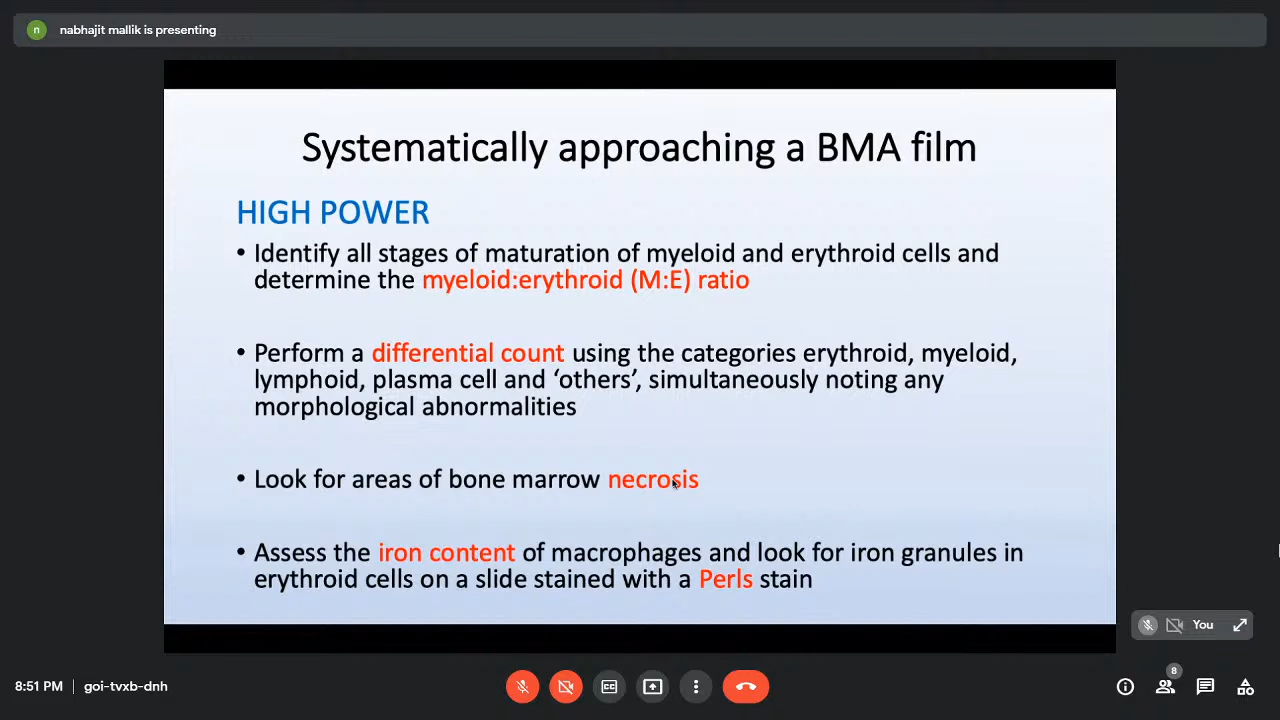 n
nabhajit mallik is presenting
Systematically approaching a BMA film
HIGH POWER
• Identify all stages of maturation of myeloid and erythroid cells and
determine the myeloid:erythroid (M:E) ratio
• Perform a differential count using the categories erythroid, myeloid,
lymphoid, plasma cell and ‘others’, simultaneously noting any
morphological abnormalities
• Look for areas of bone marrow necrosis
• Assess the iron content of macrophages and look for iron granules in
erythroid cells on a slide stained with a Perls stain
You
8:51 PM
goi-tvxb-dnh
8